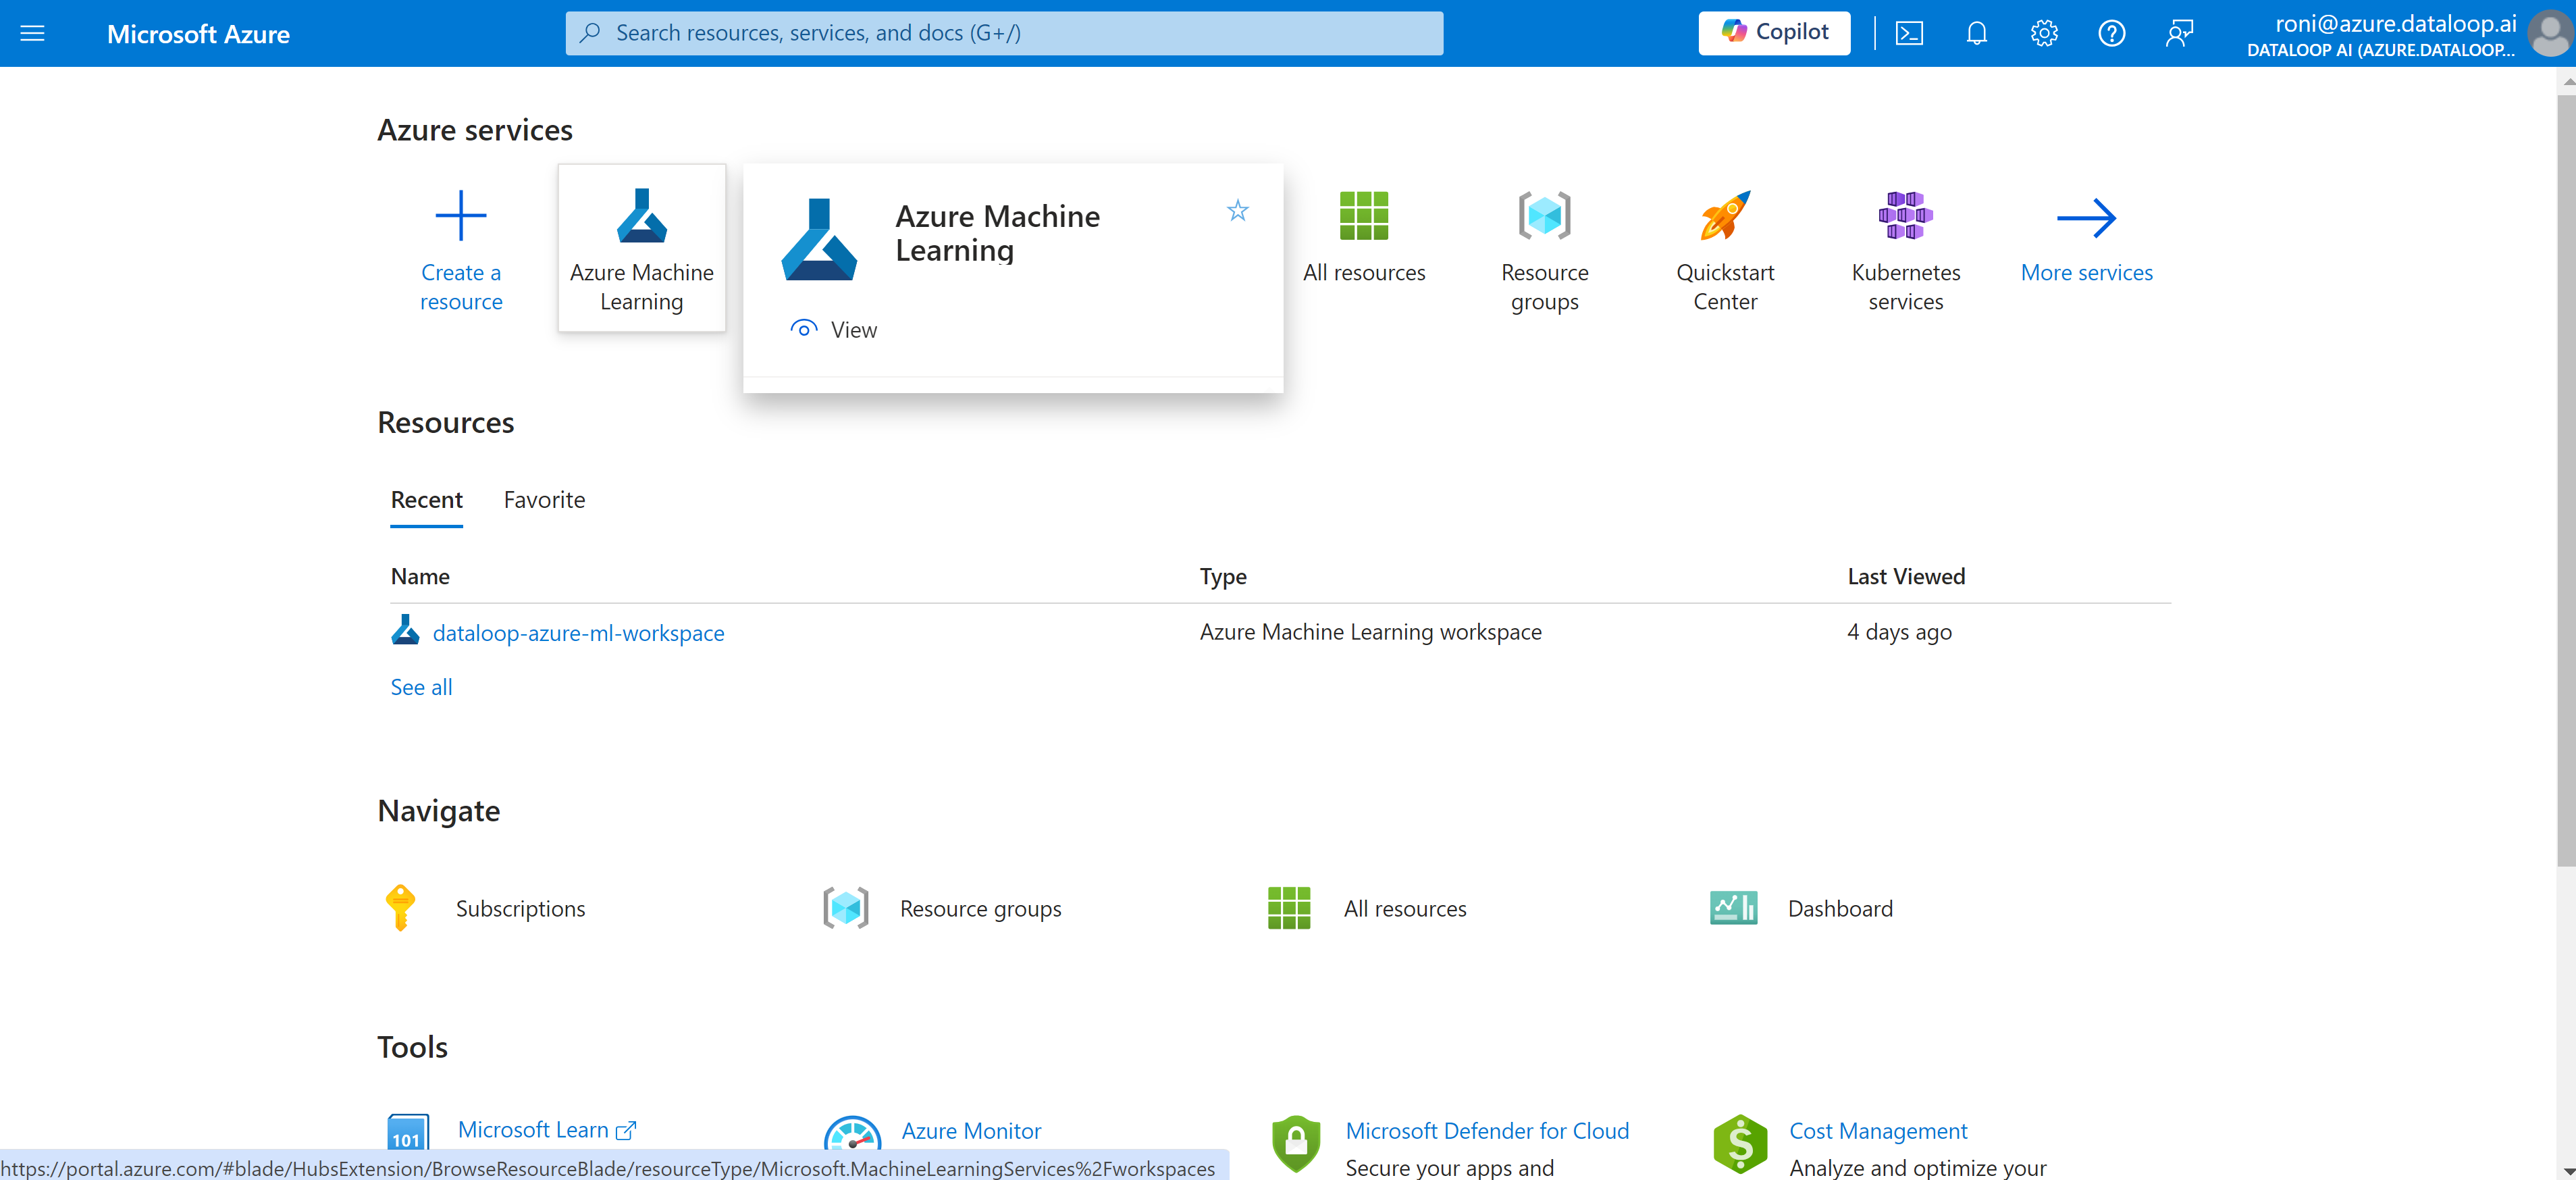 Microsoft Azure
Search resources, services, and docs (G+/)
Copilot
roni@azure.dataloop.ai
DATALOOP AI (AZURE.DATALOOP...
Azure services
Create a
resource
Azure Machine
Learning
Azure Machine
Learning
View
All resources
Resource
groups
Quickstart
Center
Kubernetes
services
More services
Resources
Recent
Favorite
Name
Type
Last Viewed
dataloop-azure-ml-workspace
Azure Machine Learning workspace
4 days ago
See all
Navigate
Subscriptions
Resource groups
All resources
Dashboard
Tools
101
Microsoft Learn
Azure Monitor
Microsoft Defender for Cloud
Secure your apps and
Cost Management
Analyze and optimize your
https://portal.azure.com/#blade/HubsExtension/BrowseResourceBlade/resourceType/Microsoft.MachineLearningServices%2Fworkspaces